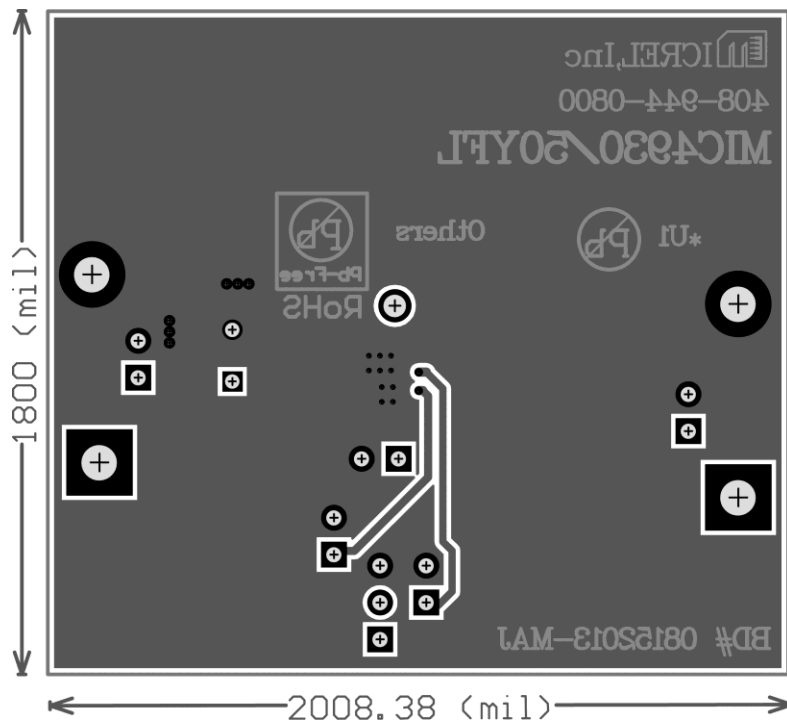 MICREL,Inc
408-944-0800
MIC4930/50YFL
Pb
Pb-Free
RoHS
Others
Pb
*U1
1800 (mil)
BD# 08152013-MAJ
2008.38 (mil)